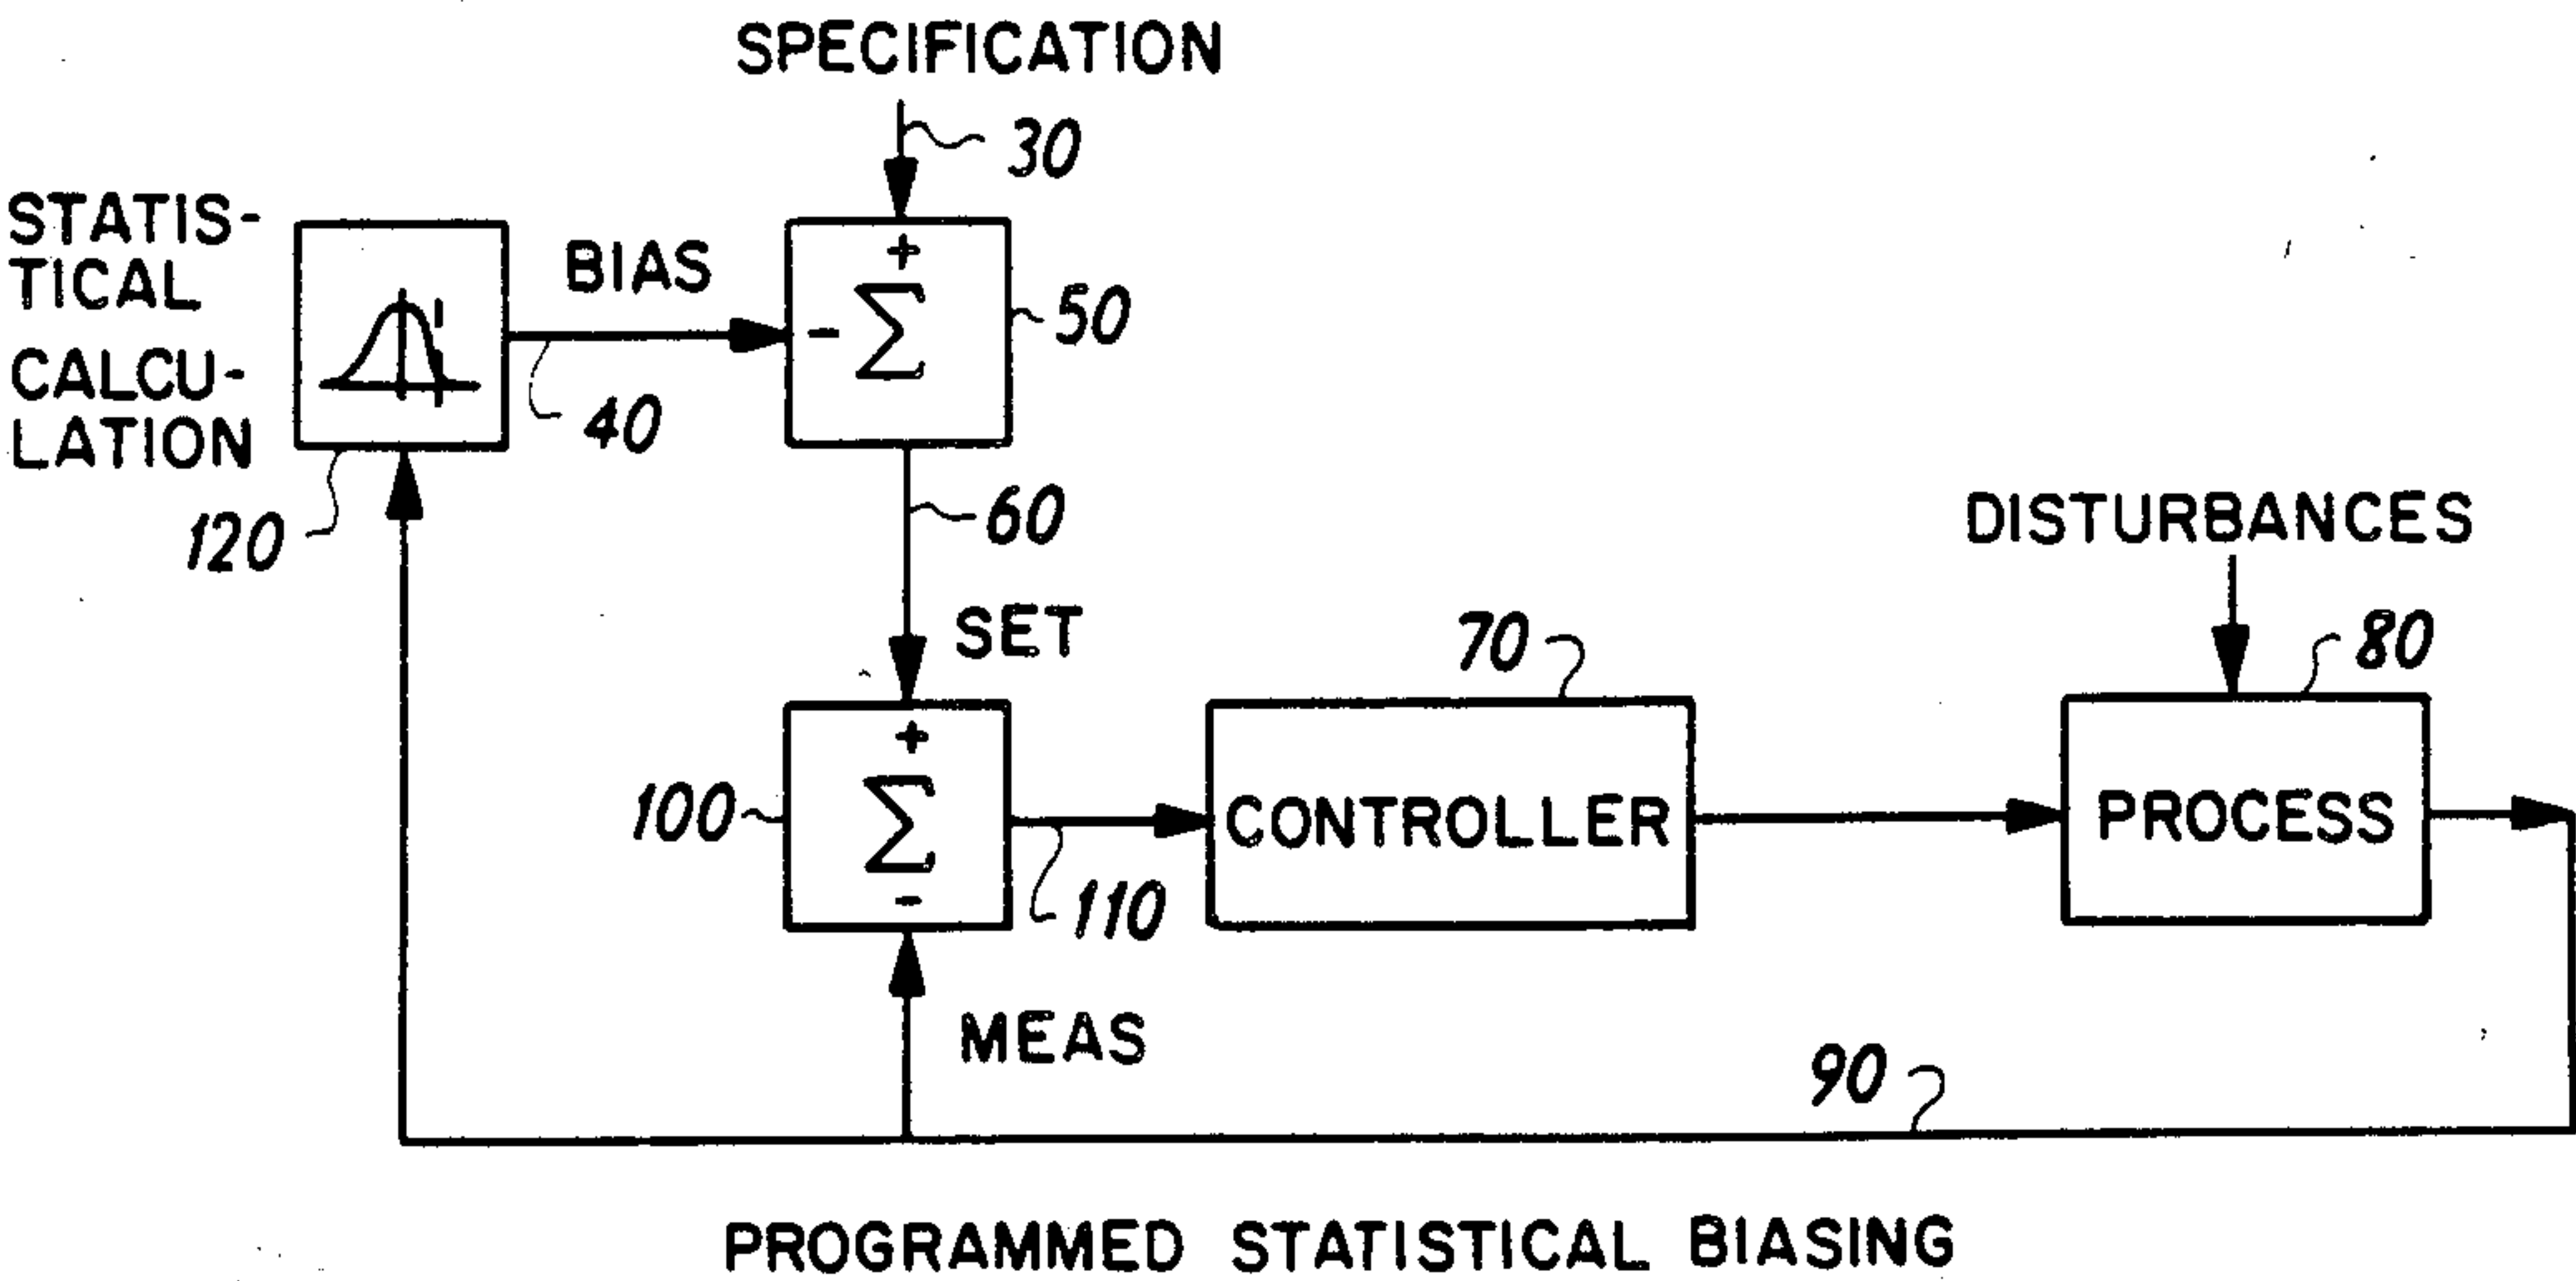 SPECIFICATION
30
STATIS-
TICAL
CALCU-
LATION
BIAS
+
- Σ
50
40
120
60
SET
DISTURBANCES
70
80
+
Σ
-
100
110
CONTROLLER
PROCESS
MEAS
90
PROGRAMMED STATISTICAL BIASING